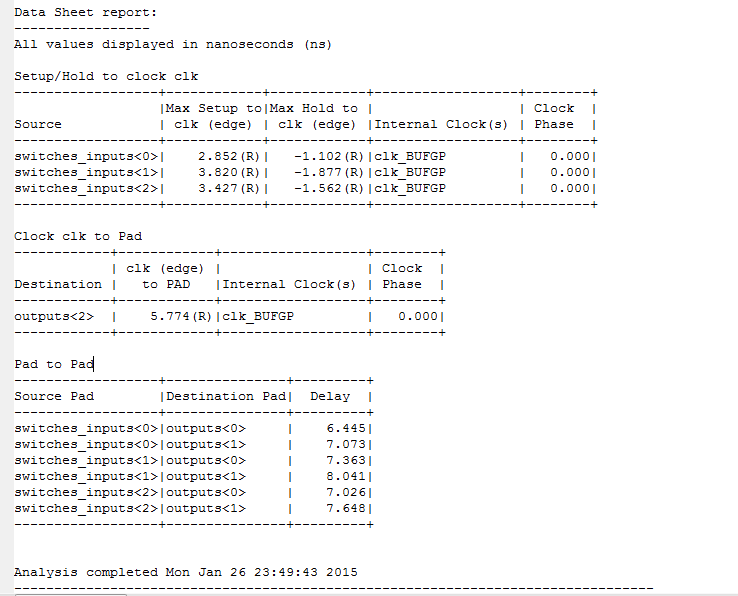 Data Sheet report:
-----------------
All values displayed in nanoseconds (ns)
Setup/Hold to clock clk
------------------+------------+------------+------------------+--------+
                  |Max Setup to|Max Hold to |                  | Clock  |
Source            | clk (edge) | clk (edge) |Internal Clock(s) | Phase  |
------------------+------------+------------+------------------+--------+
switches_inputs<0>|    2.852(R)|   -1.102(R)|clk_BUFGP         |   0.000|
switches_inputs<1>|    3.820(R)|   -1.877(R)|clk_BUFGP         |   0.000|
switches_inputs<2>|    3.427(R)|   -1.562(R)|clk_BUFGP         |   0.000|
------------------+------------+------------+------------------+--------+
Clock clk to Pad
------------+------------+------------------+--------+
            | clk (edge) |                  | Clock  |
Destination |   to PAD   |Internal Clock(s) | Phase  |
------------+------------+------------------+--------+
outputs<2>  |    5.774(R)|clk_BUFGP         |   0.000|
------------+------------+------------------+--------+
Pad to Pad
------------------+---------------+---------+
Source Pad        |Destination Pad|  Delay  |
------------------+---------------+---------+
switches_inputs<0>|outputs<0>     |    6.445|
switches_inputs<0>|outputs<1>     |    7.073|
switches_inputs<1>|outputs<0>     |    7.363|
switches_inputs<1>|outputs<1>     |    8.041|
switches_inputs<2>|outputs<0>     |    7.026|
switches_inputs<2>|outputs<1>     |    7.648|
------------------+---------------+---------+
Analysis completed Mon Jan 26 23:49:43 2015
--------------------------------------------------------------------------------